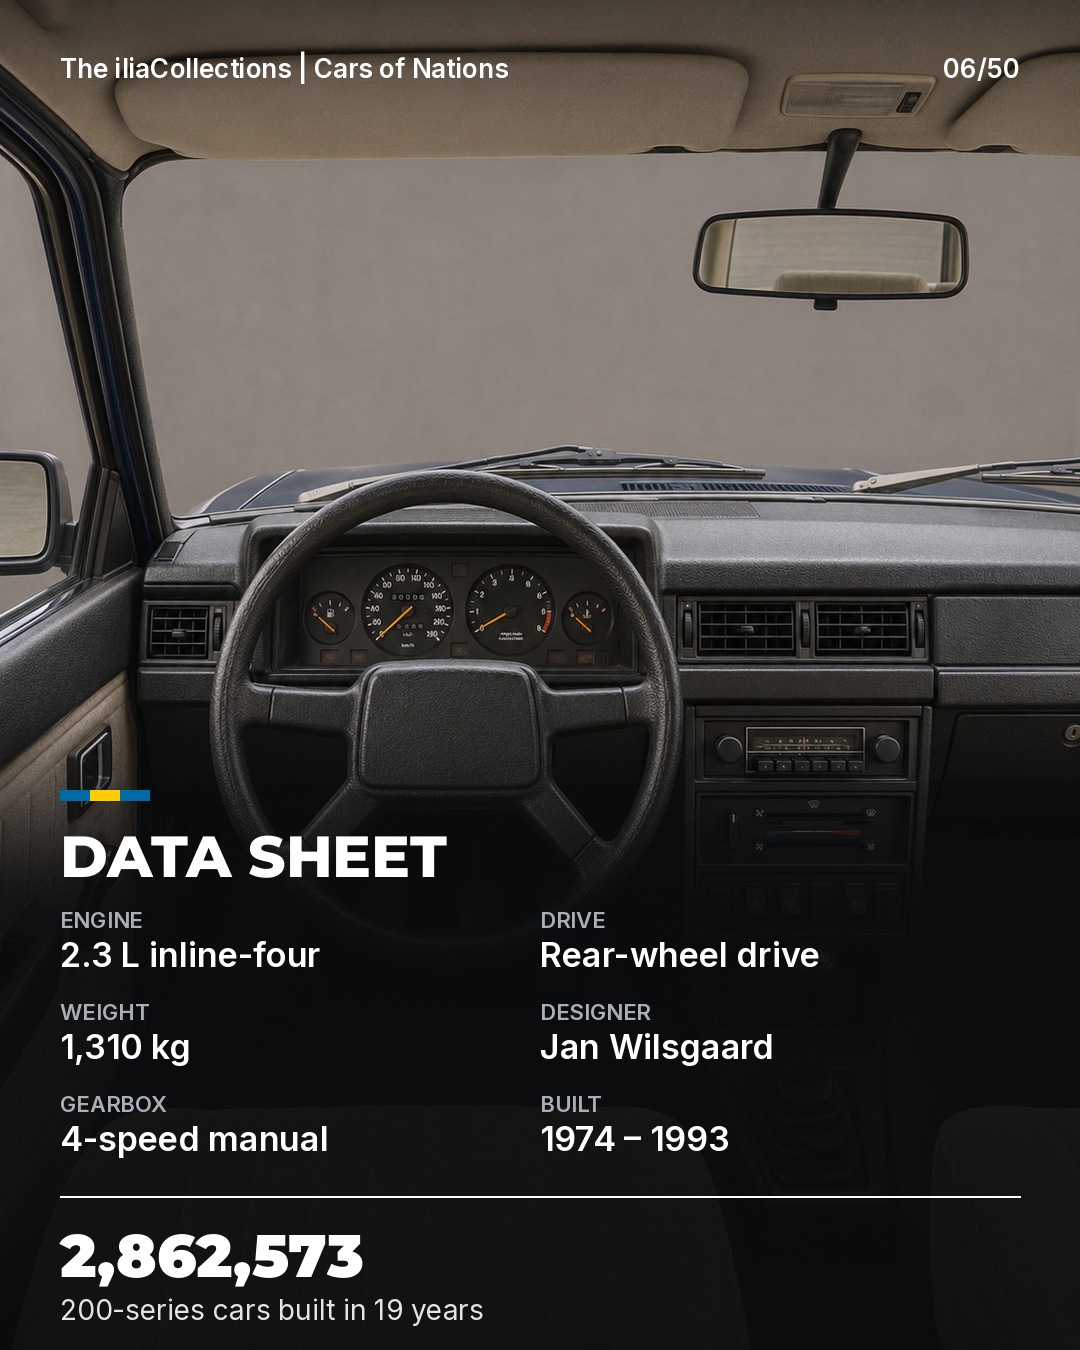 The iliaCollections | Cars of Nations
06/50
DATA SHEET
ENGINE
2.3 L inline-four
DRIVE
Rear-wheel drive
WEIGHT
1,310 kg
DESIGNER
Jan Wilsgaard
GEARBOX
4-speed manual
BUILT
1974 – 1993
2,862,573
200-series cars built in 19 years